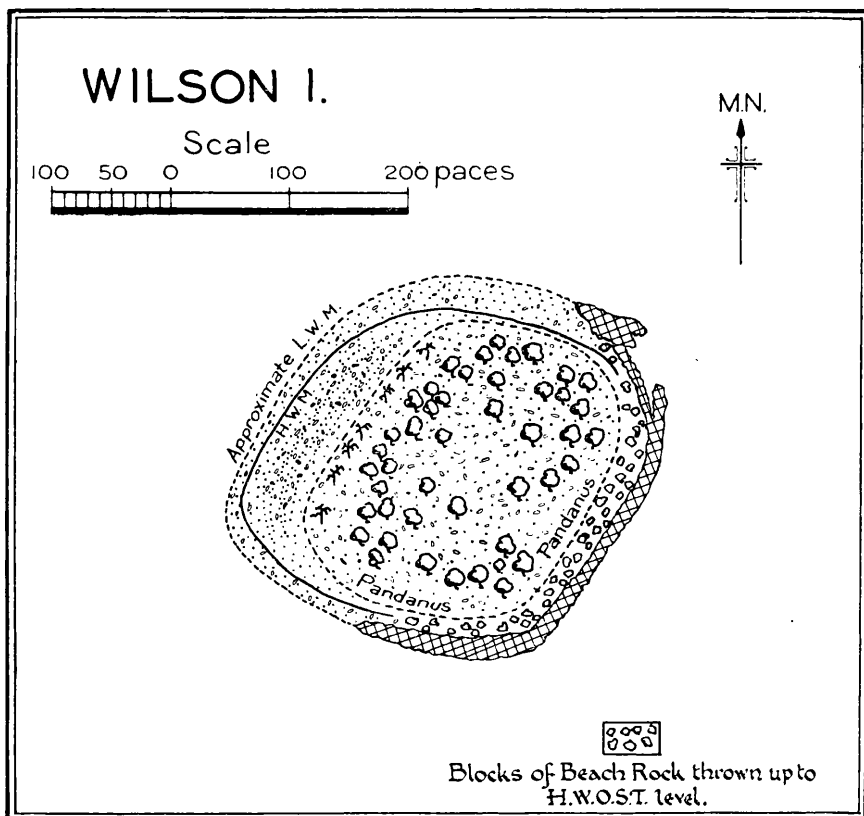 WILSON I.
M.N.
Scale
100 50 0 100 200 paces
Approximate L.W.M.
H.W.M.
Pandanus
Pandanus
Blocks of Beach Rock thrown up to
H.W.O.S.T. level.